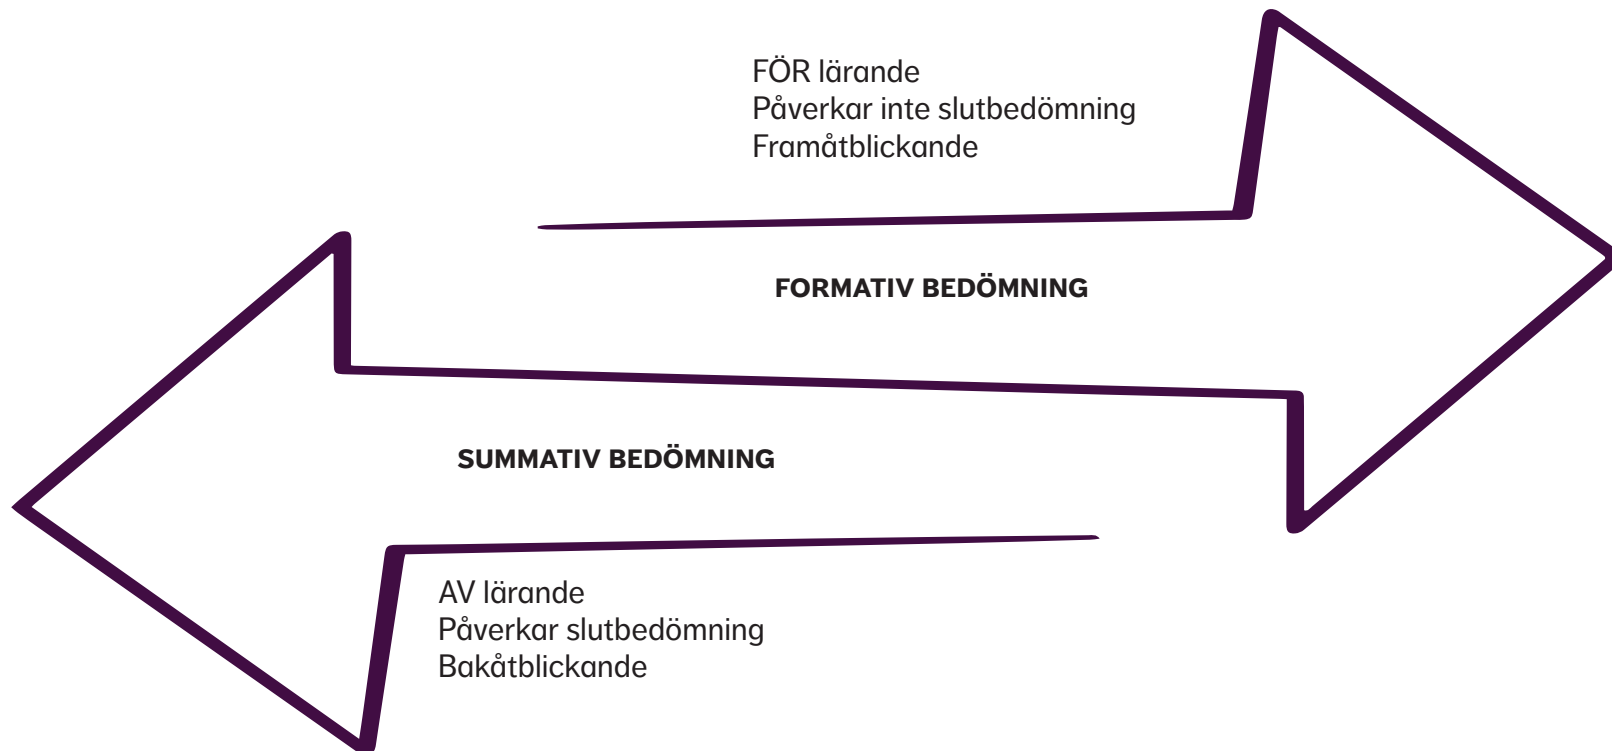 FÖR lärande
Påverkar inte slutbedömning
Framåtblickande
FORMATIV BEDÖMNING
SUMMATIV BEDÖMNING
AV lärande
Påverkar slutbedömning
Bakåtblickande